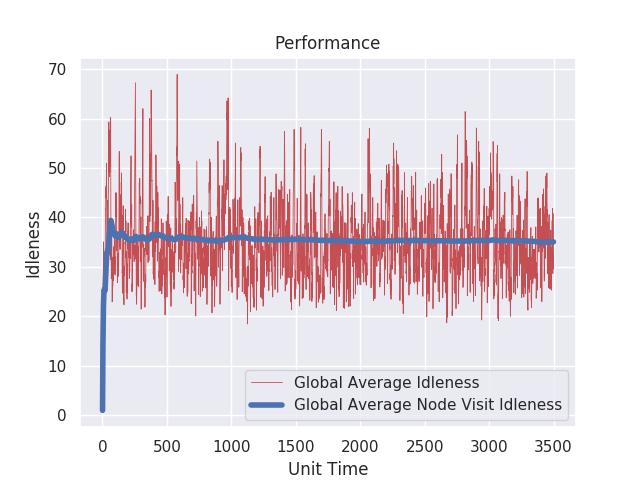 Performance
70
60
50
40
30
20
10
0
Idleness
Global Average Idleness
Global Average Node Visit Idleness
0 500 1000 1500 2000 2500 3000 3500
Unit Time